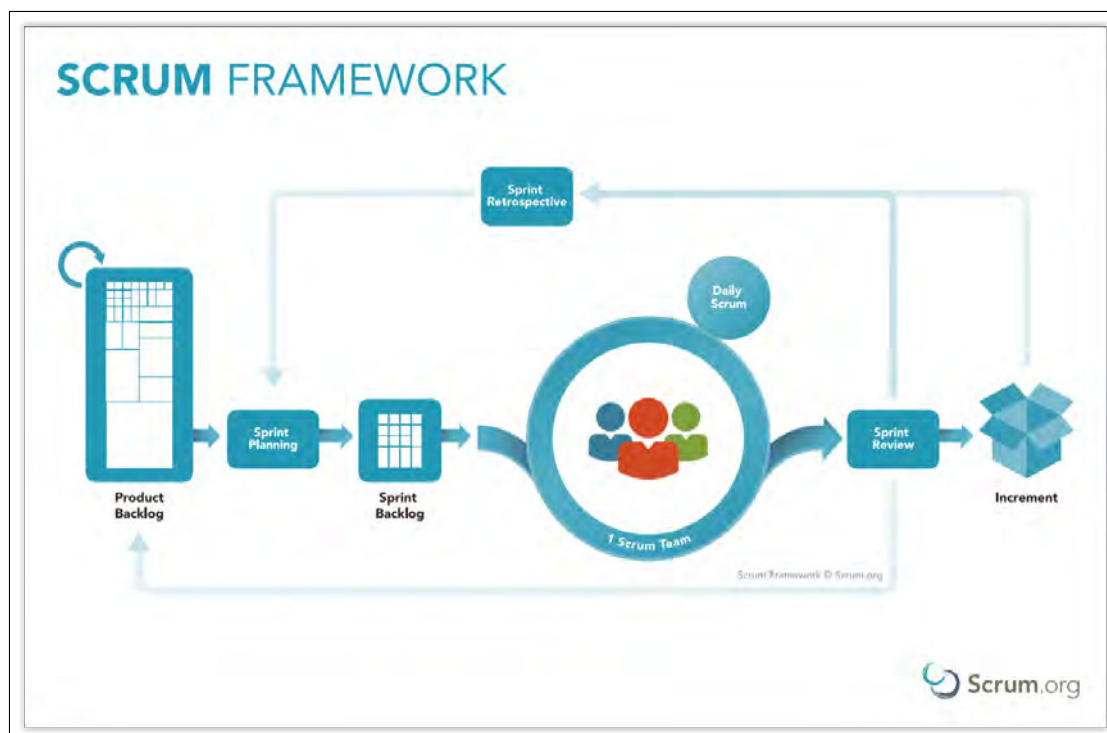 SCRUM FRAMEWORK
Sprint
Retrospective
Daily
Scrum
Sprint
Planning
Sprint
Review
Product
Backlog
Sprint
Backlog
1 Scrum Team
Increment
Scrum Framework © Scrum.org
Scrum.org